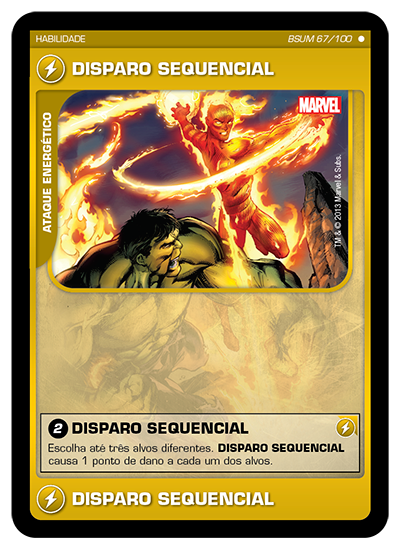 HABILIDADE
BSUM 67/100
DISPARO SEQUENCIAL
ATAQUE ENERGÉTICO
MARVEL
TM & © 2013 Marvel & Subs.
2 DISPARO SEQUENCIAL
Escolha até três alvos diferentes. DISPARO SEQUENCIAL
causa 1 ponto de dano a cada um dos alvos.
DISPARO SEQUENCIAL